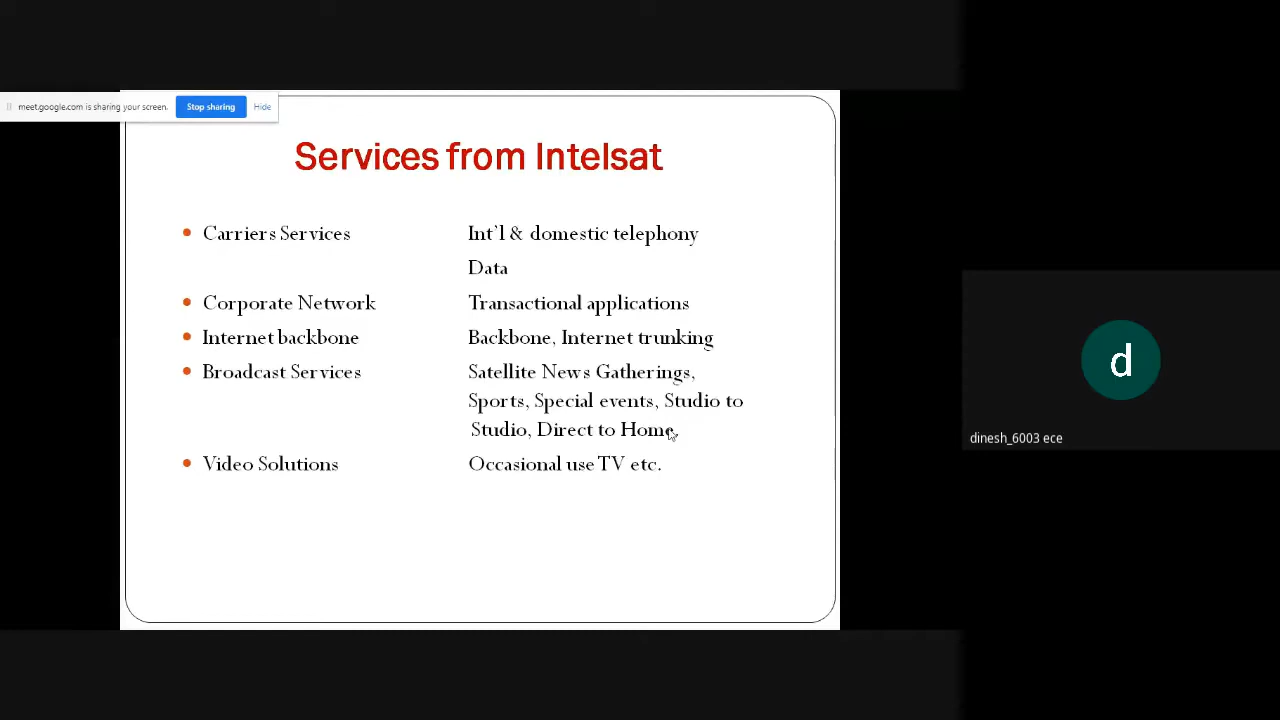 meet.google.com is sharing your screen. Stop sharing Hide
Services from Intelsat
• Carriers Services Int'l & domestic telephony
Data
• Corporate Network Transactional applications
• Internet backbone Backbone, Internet trunking
• Broadcast Services Satellite News Gatherings,
Sports, Special events, Studio to
Studio, Direct to Home,
• Video Solutions Occasional use TV etc.
d
dinesh_6003 ece